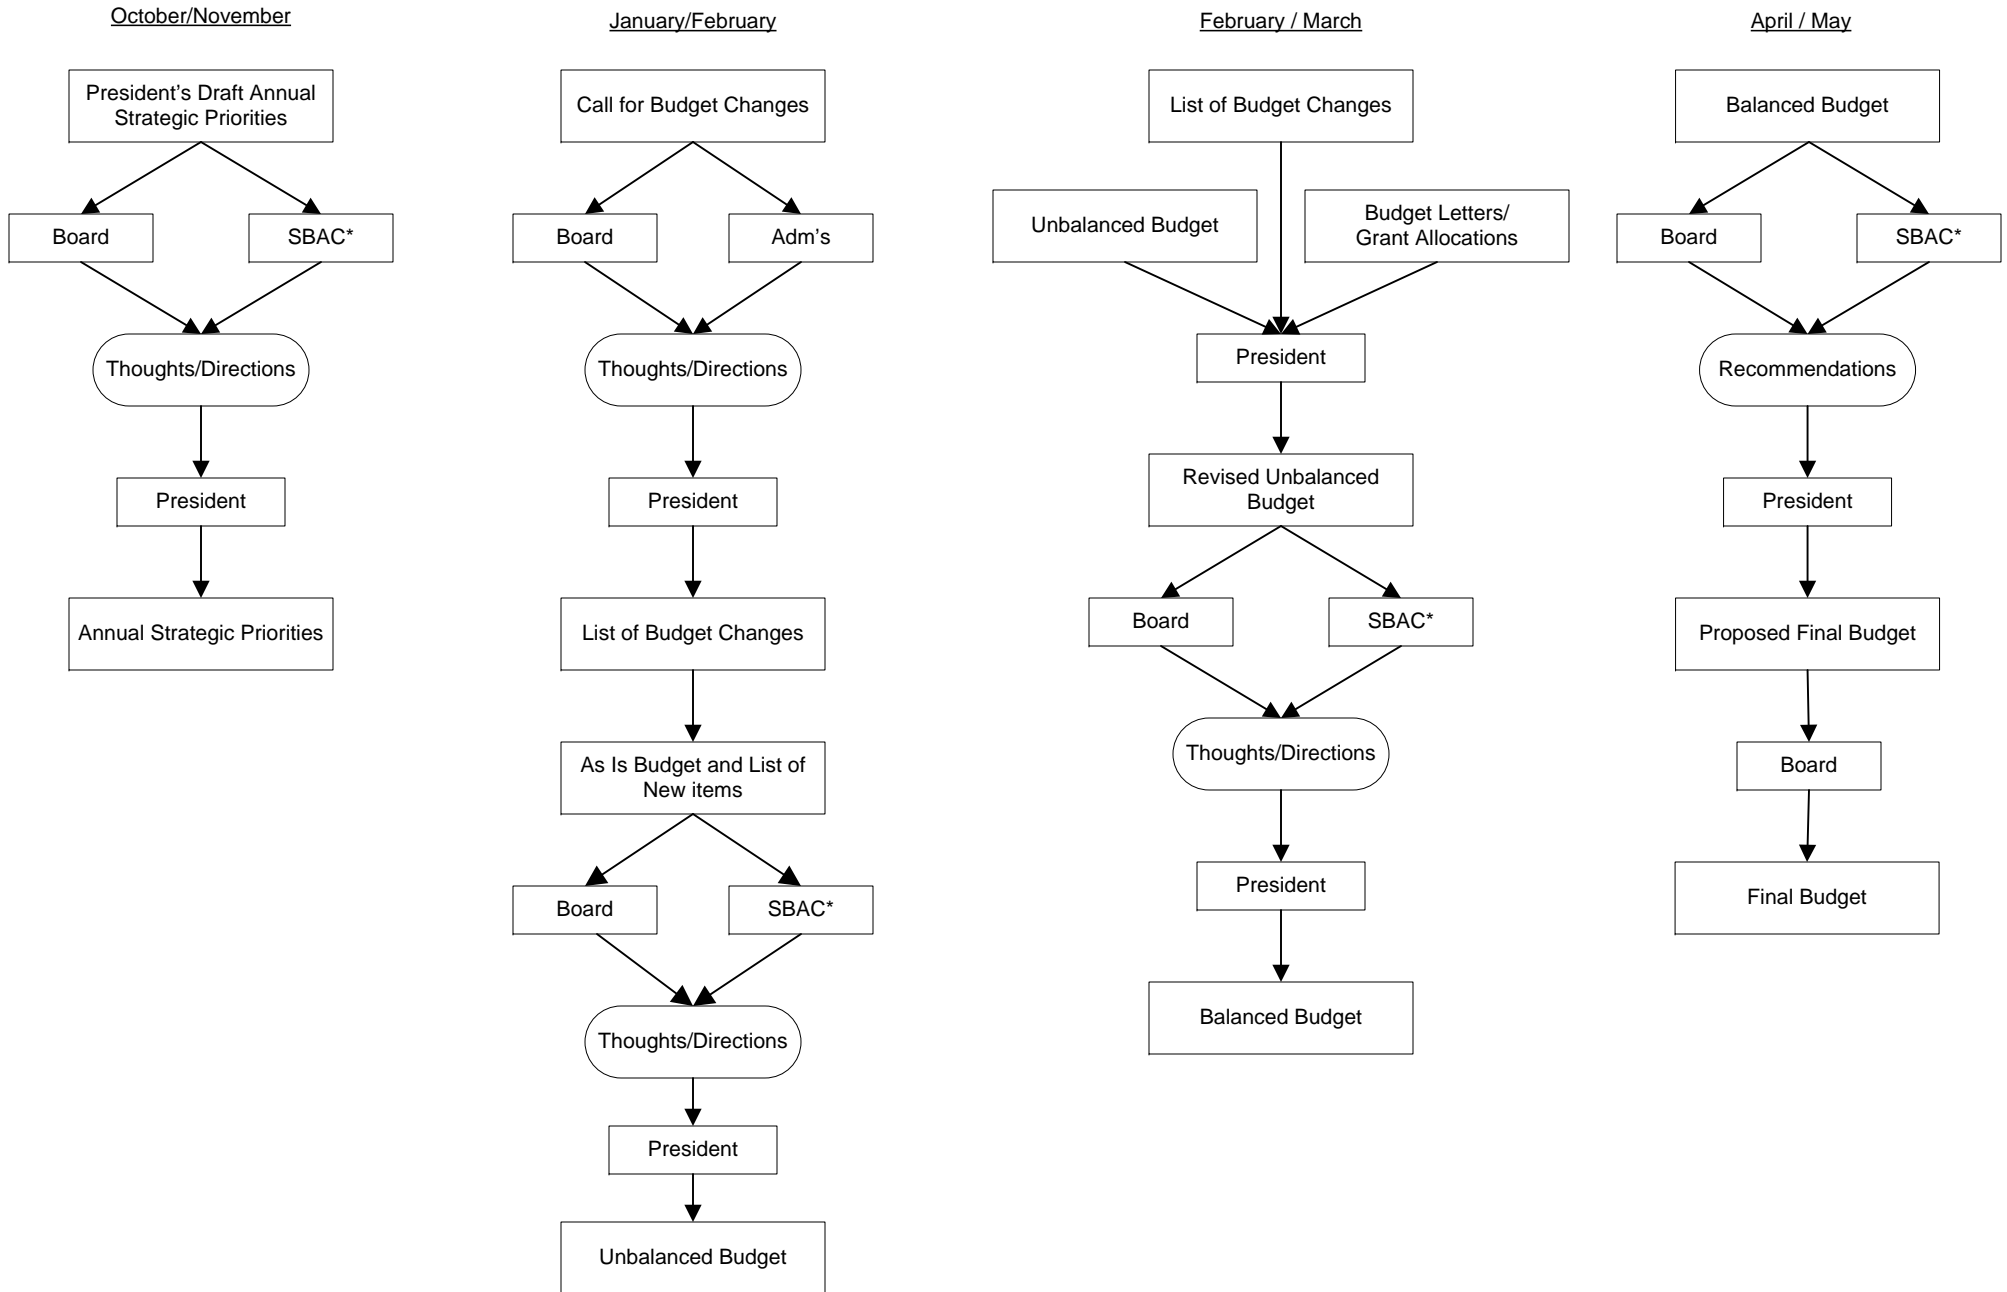 October/November
President's Draft Annual
Strategic Priorities
Board
SBAC*
Thoughts/Directions
President
Annual Strategic Priorities
January/February
Call for Budget Changes
Board
Adm's
Thoughts/Directions
President
List of Budget Changes
As Is Budget and List of
New items
Board
SBAC*
Thoughts/Directions
President
Unbalanced Budget
February / March
List of Budget Changes
Unbalanced Budget
Budget Letters/
Grant Allocations
President
Revised Unbalanced
Budget
Board
SBAC*
Thoughts/Directions
President
Balanced Budget
April / May
Balanced Budget
Board
SBAC*
Recommendations
President
Proposed Final Budget
Board
Final Budget